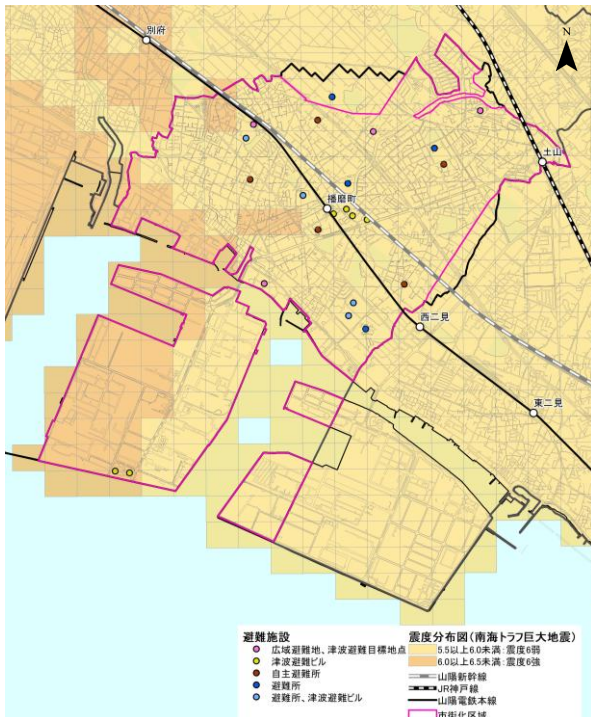 別府
N
土山
播磨町
西二見
東二見
避難施設
広域避難地、津波避難目標地点
津波避難ビル
自主避難所
避難所
避難所、津波避難ビル
震度分布図(南海トラフ巨大地震)
5.5以上6.0未満:震度6弱
6.0以上6.5未満:震度6強
山陽新幹線
JR神戸線
山陽電鉄本線
市街化区域